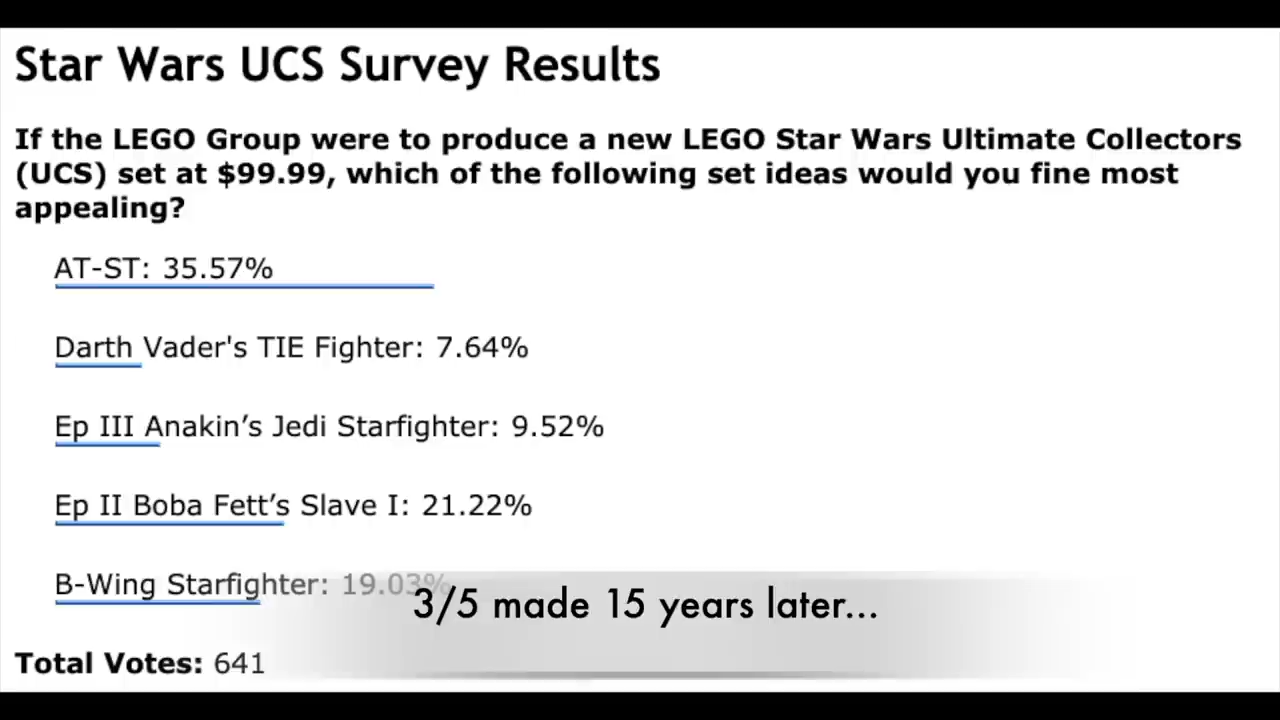 Star Wars UCS Survey Results
If the LEGO Group were to produce a new LEGO Star Wars Ultimate Collectors
(UCS) set at $99.99, which of the following set ideas would you fine most
appealing?
AT-ST: 35.57%
Darth Vader's TIE Fighter: 7.64%
Ep III Anakin’s Jedi Starfighter: 9.52%
Ep II Boba Fett’s Slave I: 21.22%
B-Wing Starfighter: 19.03%
3/5 made 15 years later...
Total Votes: 641